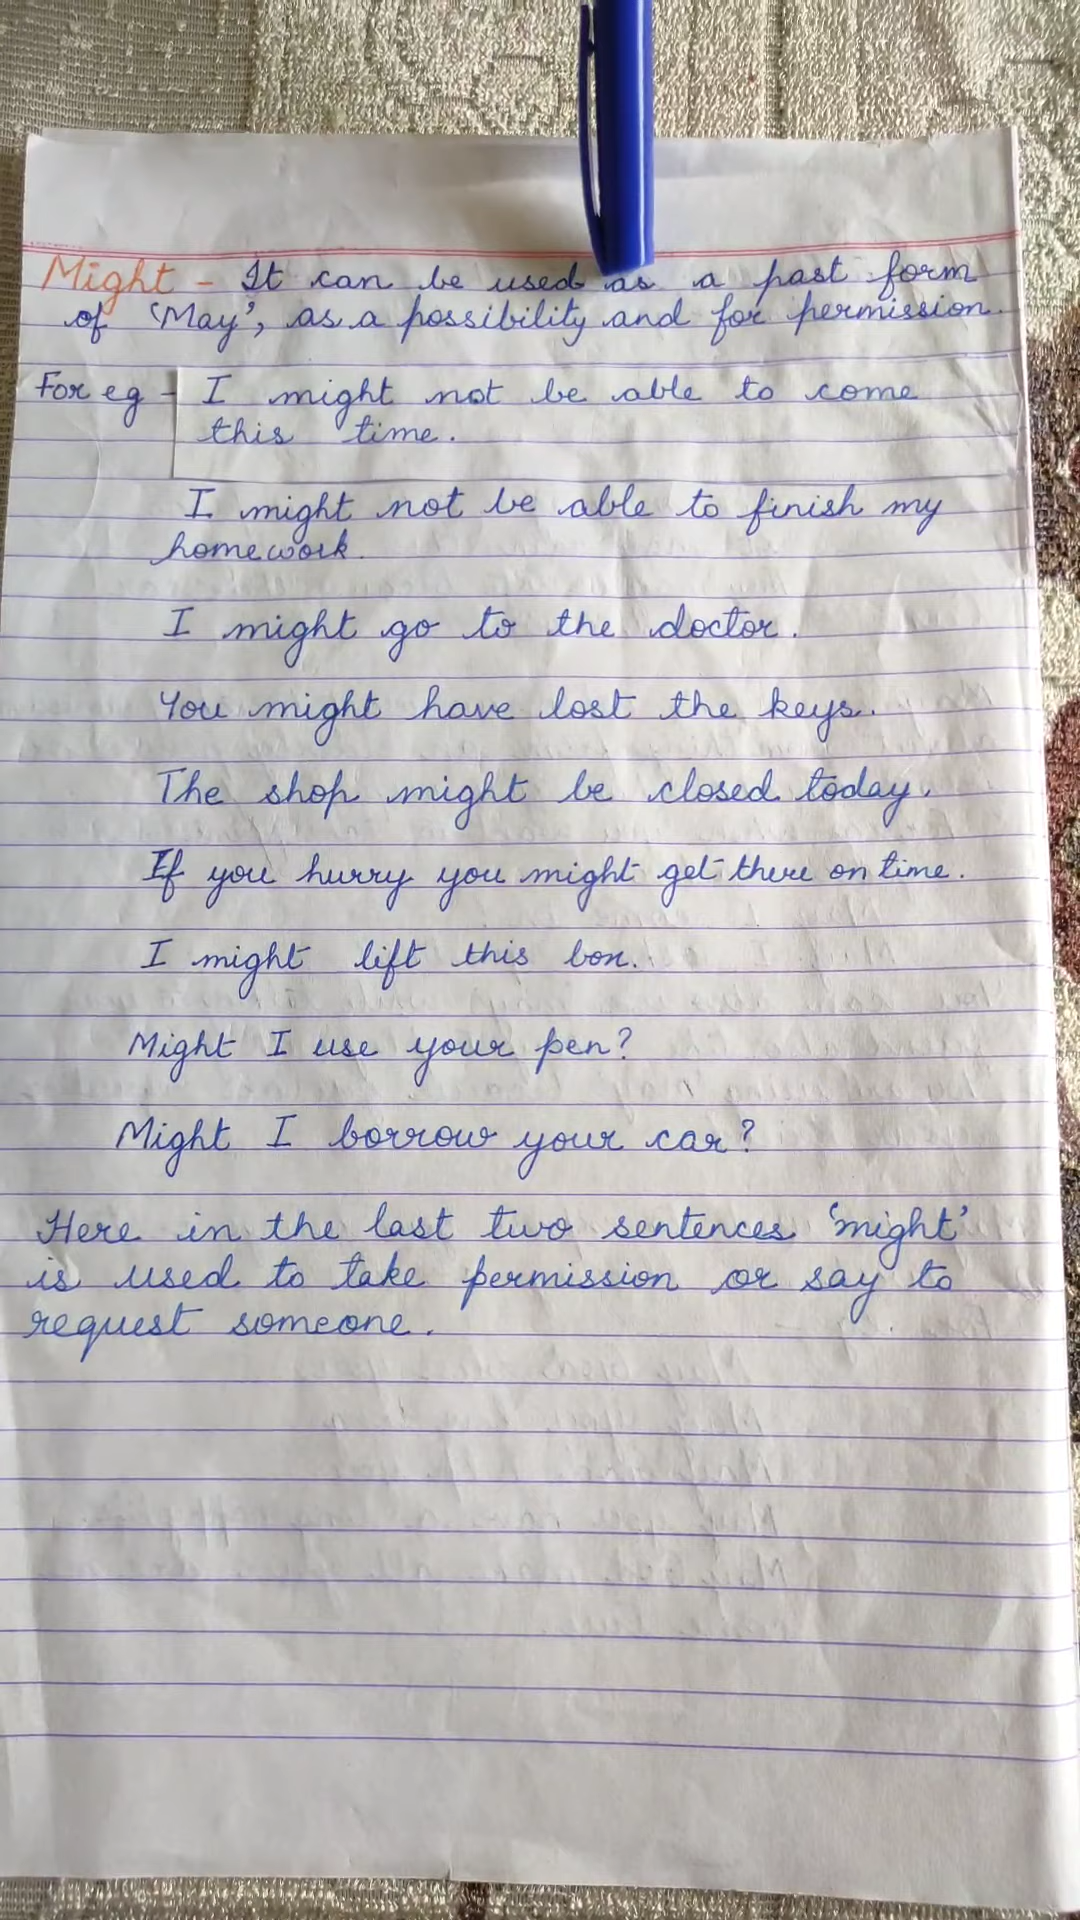 Might - It can be used as a past form
of 'May', as a possibility and for permission.
For eg - I might not be able to come
this time.
I might not be able to finish my
homework.
I might go to the doctor.
You might have lost the keys.
The shop might be closed today.
If you hurry you might get there on time.
I might lift this box.
Might I use your pen?
Might I borrow your car?
Here in the last two sentences 'might'
is used to take permission or say to
request someone.